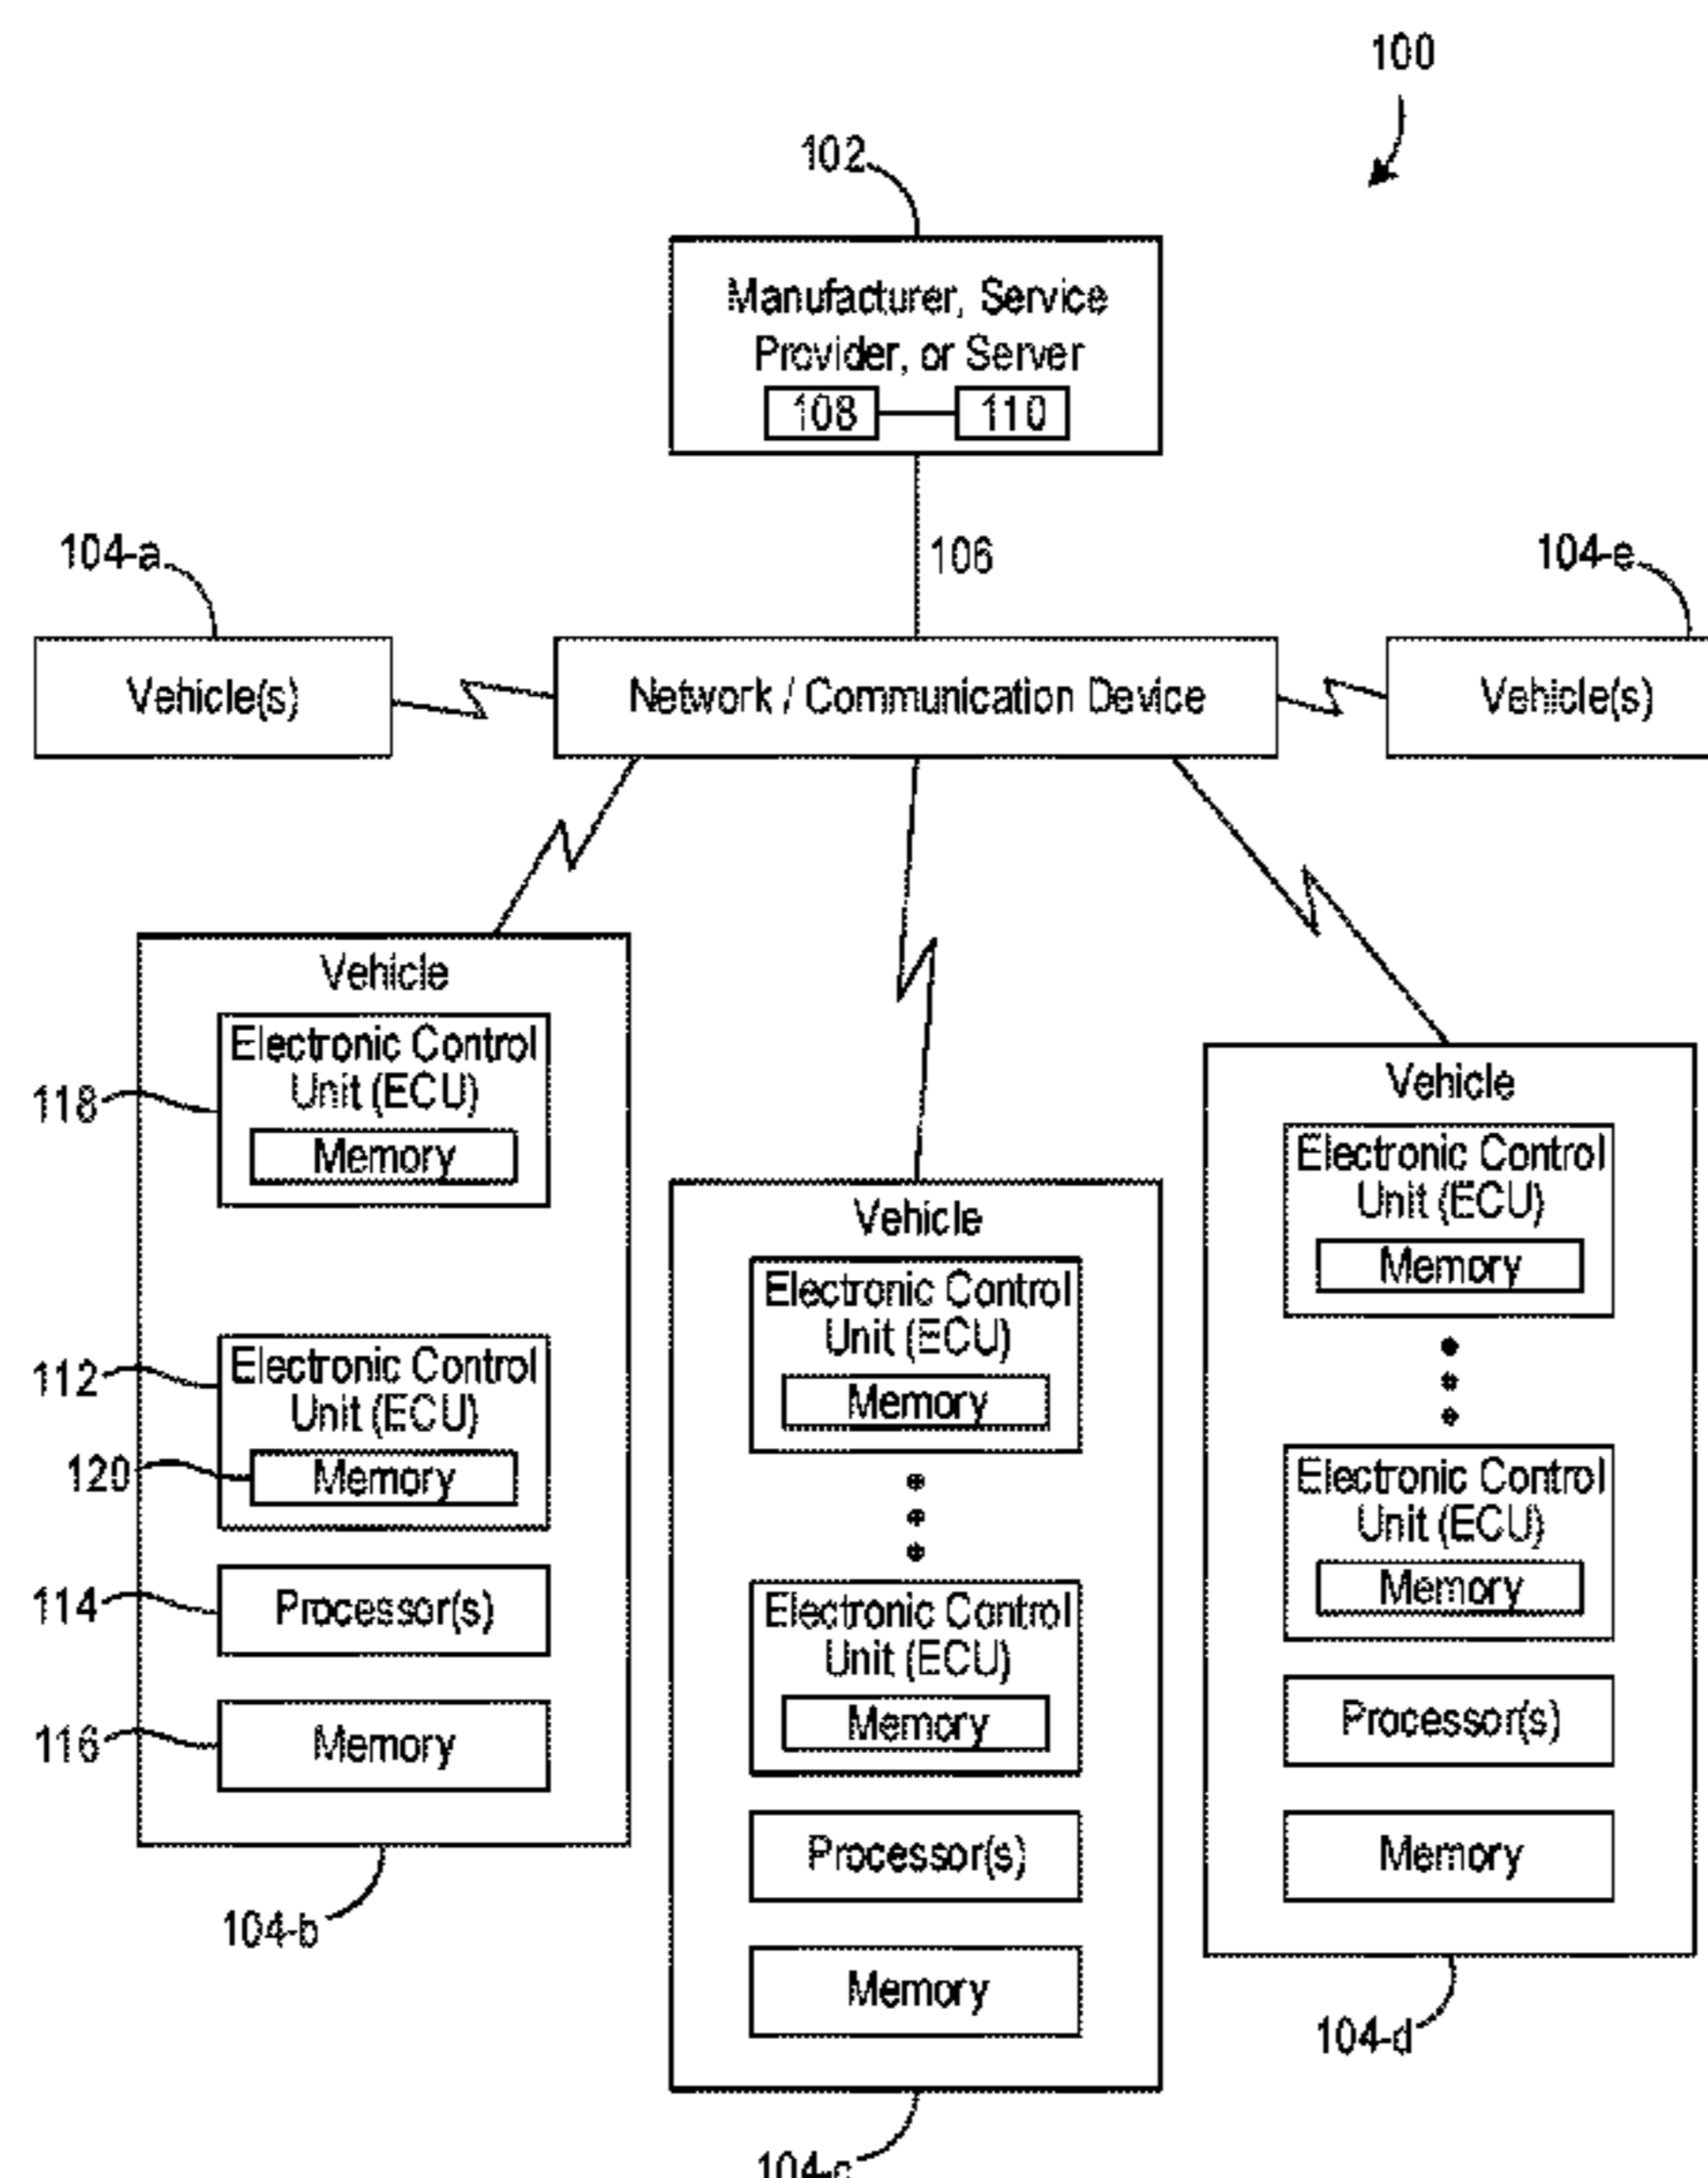 100
102
Manufacturer, Service
Provider, or Server
108
110
106
104-a
104-e
Vehicle(s)
Network / Communication Device
Vehicle(s)
Vehicle
Electronic Control
Unit (ECU)
Memory
118
Electronic Control
Unit (ECU)
Memory
112
120
Processor(s)
114
Memory
116
104-b
Vehicle
Electronic Control
Unit (ECU)
Memory
Electronic Control
Unit (ECU)
Memory
Processor(s)
Memory
104-c
Vehicle
Electronic Control
Unit (ECU)
Memory
Electronic Control
Unit (ECU)
Memory
Processor(s)
Memory
104-d